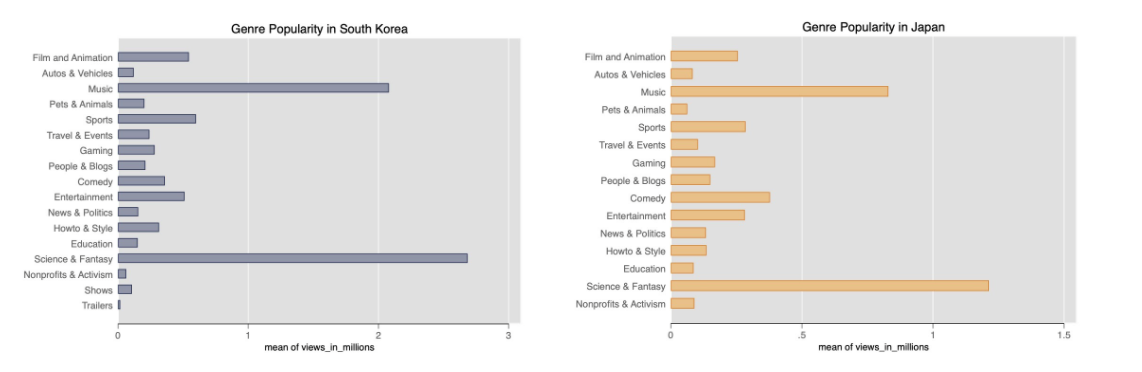 Genre Popularity in South Korea
Film and Animation
Autos & Vehicles
Music
Pets & Animals
Sports
Travel & Events
Gaming
People & Blogs
Comedy
Entertainment
News & Politics
Howto & Style
Education
Science & Fantasy
Nonprofits & Activism
Shows
Trailers
0 1 2 3
mean of views_in_millions
Genre Popularity in Japan
Film and Animation
Autos & Vehicles
Music
Pets & Animals
Sports
Travel & Events
Gaming
People & Blogs
Comedy
Entertainment
News & Politics
Howto & Style
Education
Science & Fantasy
Nonprofits & Activism
0 .5 1 1.5
mean of views_in_millions